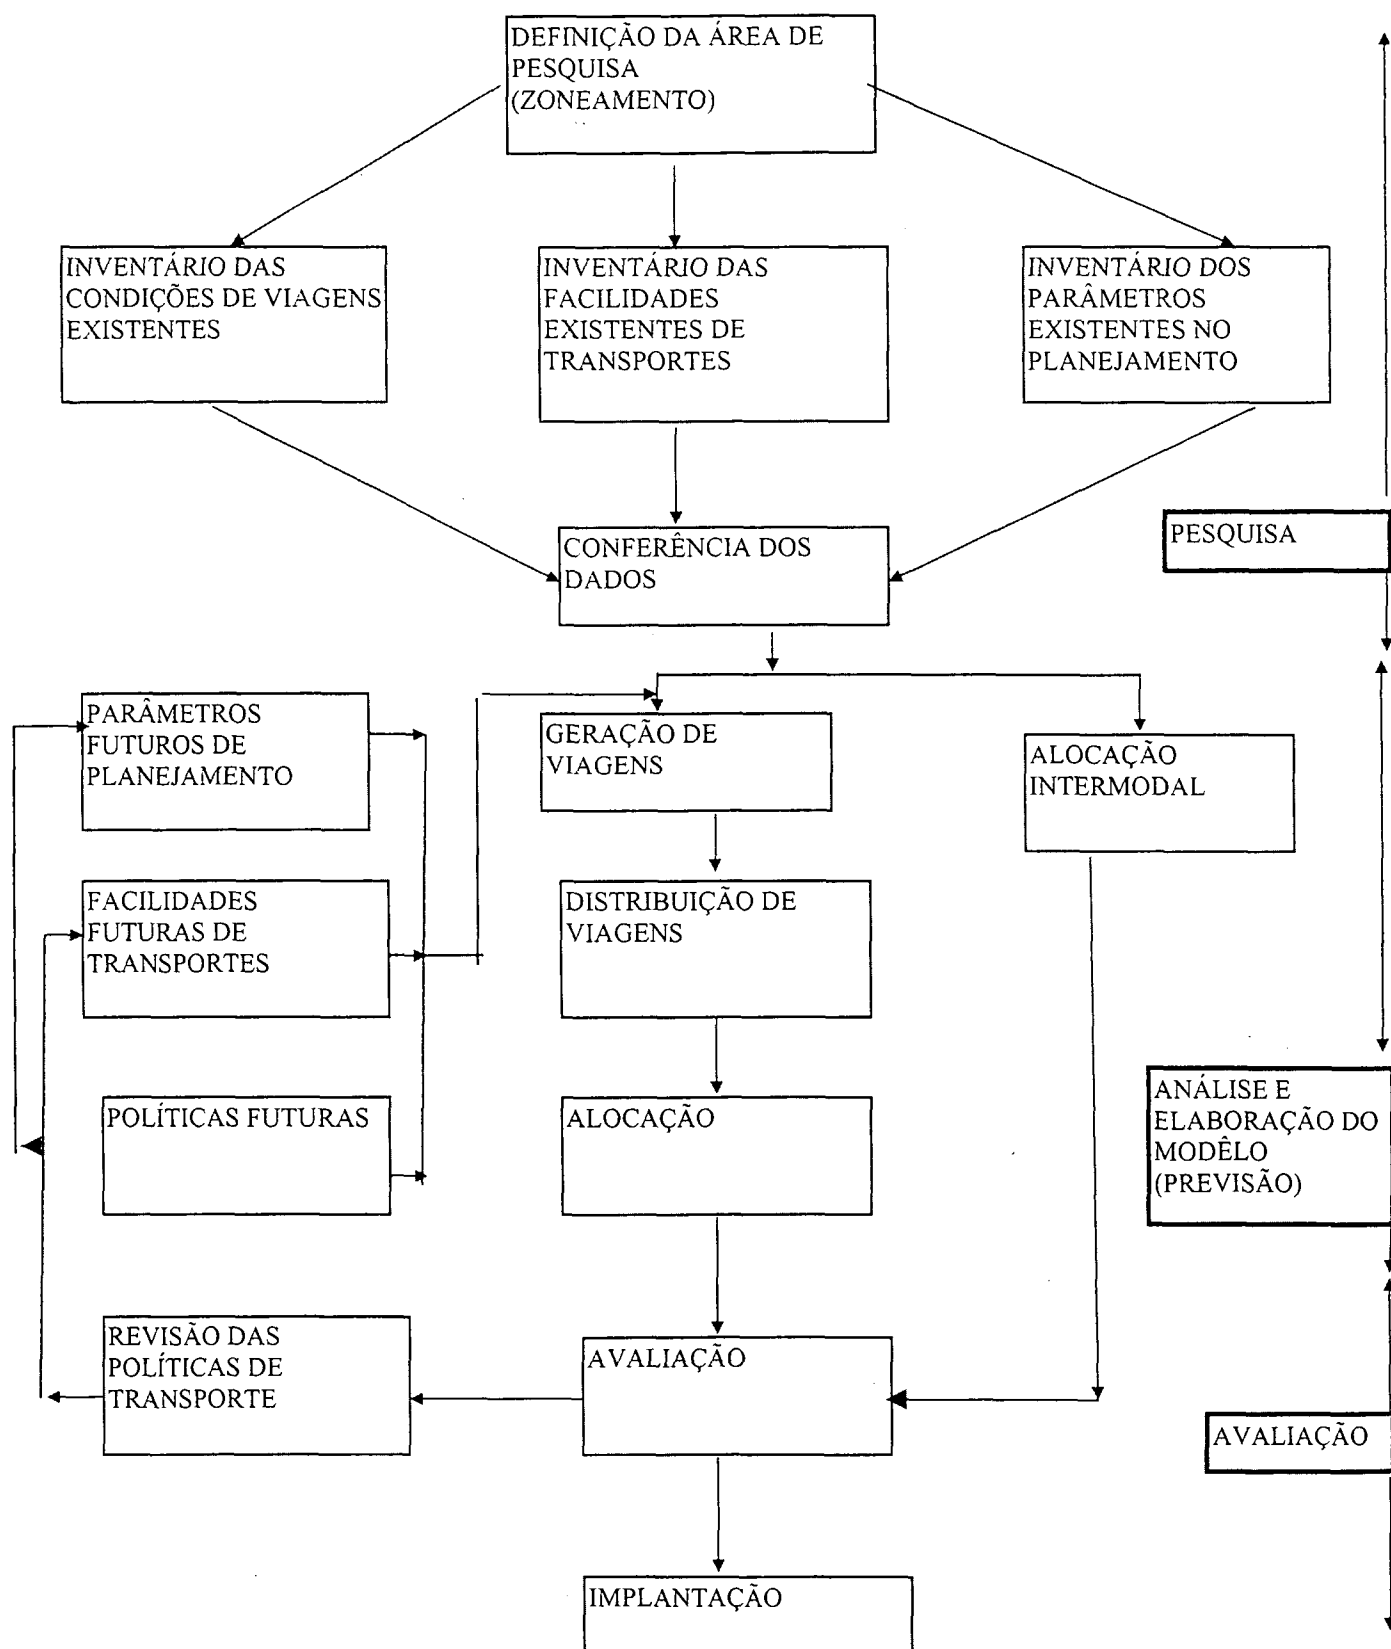 DEFINIÇÃO DA ÁREA DE
PESQUISA
(ZONEAMENTO)
INVENTÁRIO DAS
CONDIÇÕES DE VIAGENS
EXISTENTES
INVENTÁRIO DAS
FACILIDADES
EXISTENTES DE
TRANSPORTES
INVENTÁRIO DOS
PARÂMETROS
EXISTENTES NO
PLANEJAMENTO
CONFERÊNCIA DOS
DADOS
PESQUISA
PARÂMETROS
FUTUROS DE
PLANEJAMENTO
GERAÇÃO DE
VIAGENS
ALOCAÇÃO
INTERMODAL
FACILIDADES
FUTURAS DE
TRANSPORTES
DISTRIBUIÇÃO DE
VIAGENS
POLÍTICAS FUTURAS
ALOCAÇÃO
ANÁLISE E
ELABORAÇÃO DO
MODÊLO
(PREVISÃO)
REVISÃO DAS
POLÍTICAS DE
TRANSPORTE
AVALIAÇÃO
AVALIAÇÃO
IMPLANTAÇÃO